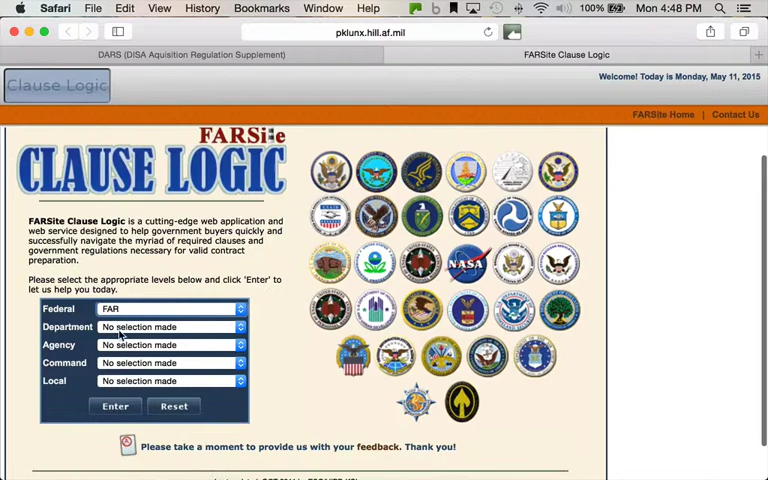 Safari File Edit View History Bookmarks Window Help 100% Mon 4:48 PM
pklunx.hill.af.mil
DARS (DISA Aquisition Regulation Supplement) FARSite Clause Logic
Clause Logic
Welcome! Today is Monday, May 11, 2015
FARSite Home | Contact Us
FARSite
CLAUSE LOGIC
FARSite Clause Logic is a cutting-edge web application and
web service designed to help government buyers quickly and
successfully navigate the myriad of required clauses and
government regulations necessary for valid contract
preparation.
Please select the appropriate levels below and click 'Enter' to
let us help you today.
Federal FAR
Department No selection made
Agency No selection made
Command No selection made
Local No selection made
Enter Reset
Please take a moment to provide us with your feedback. Thank you!
NASA